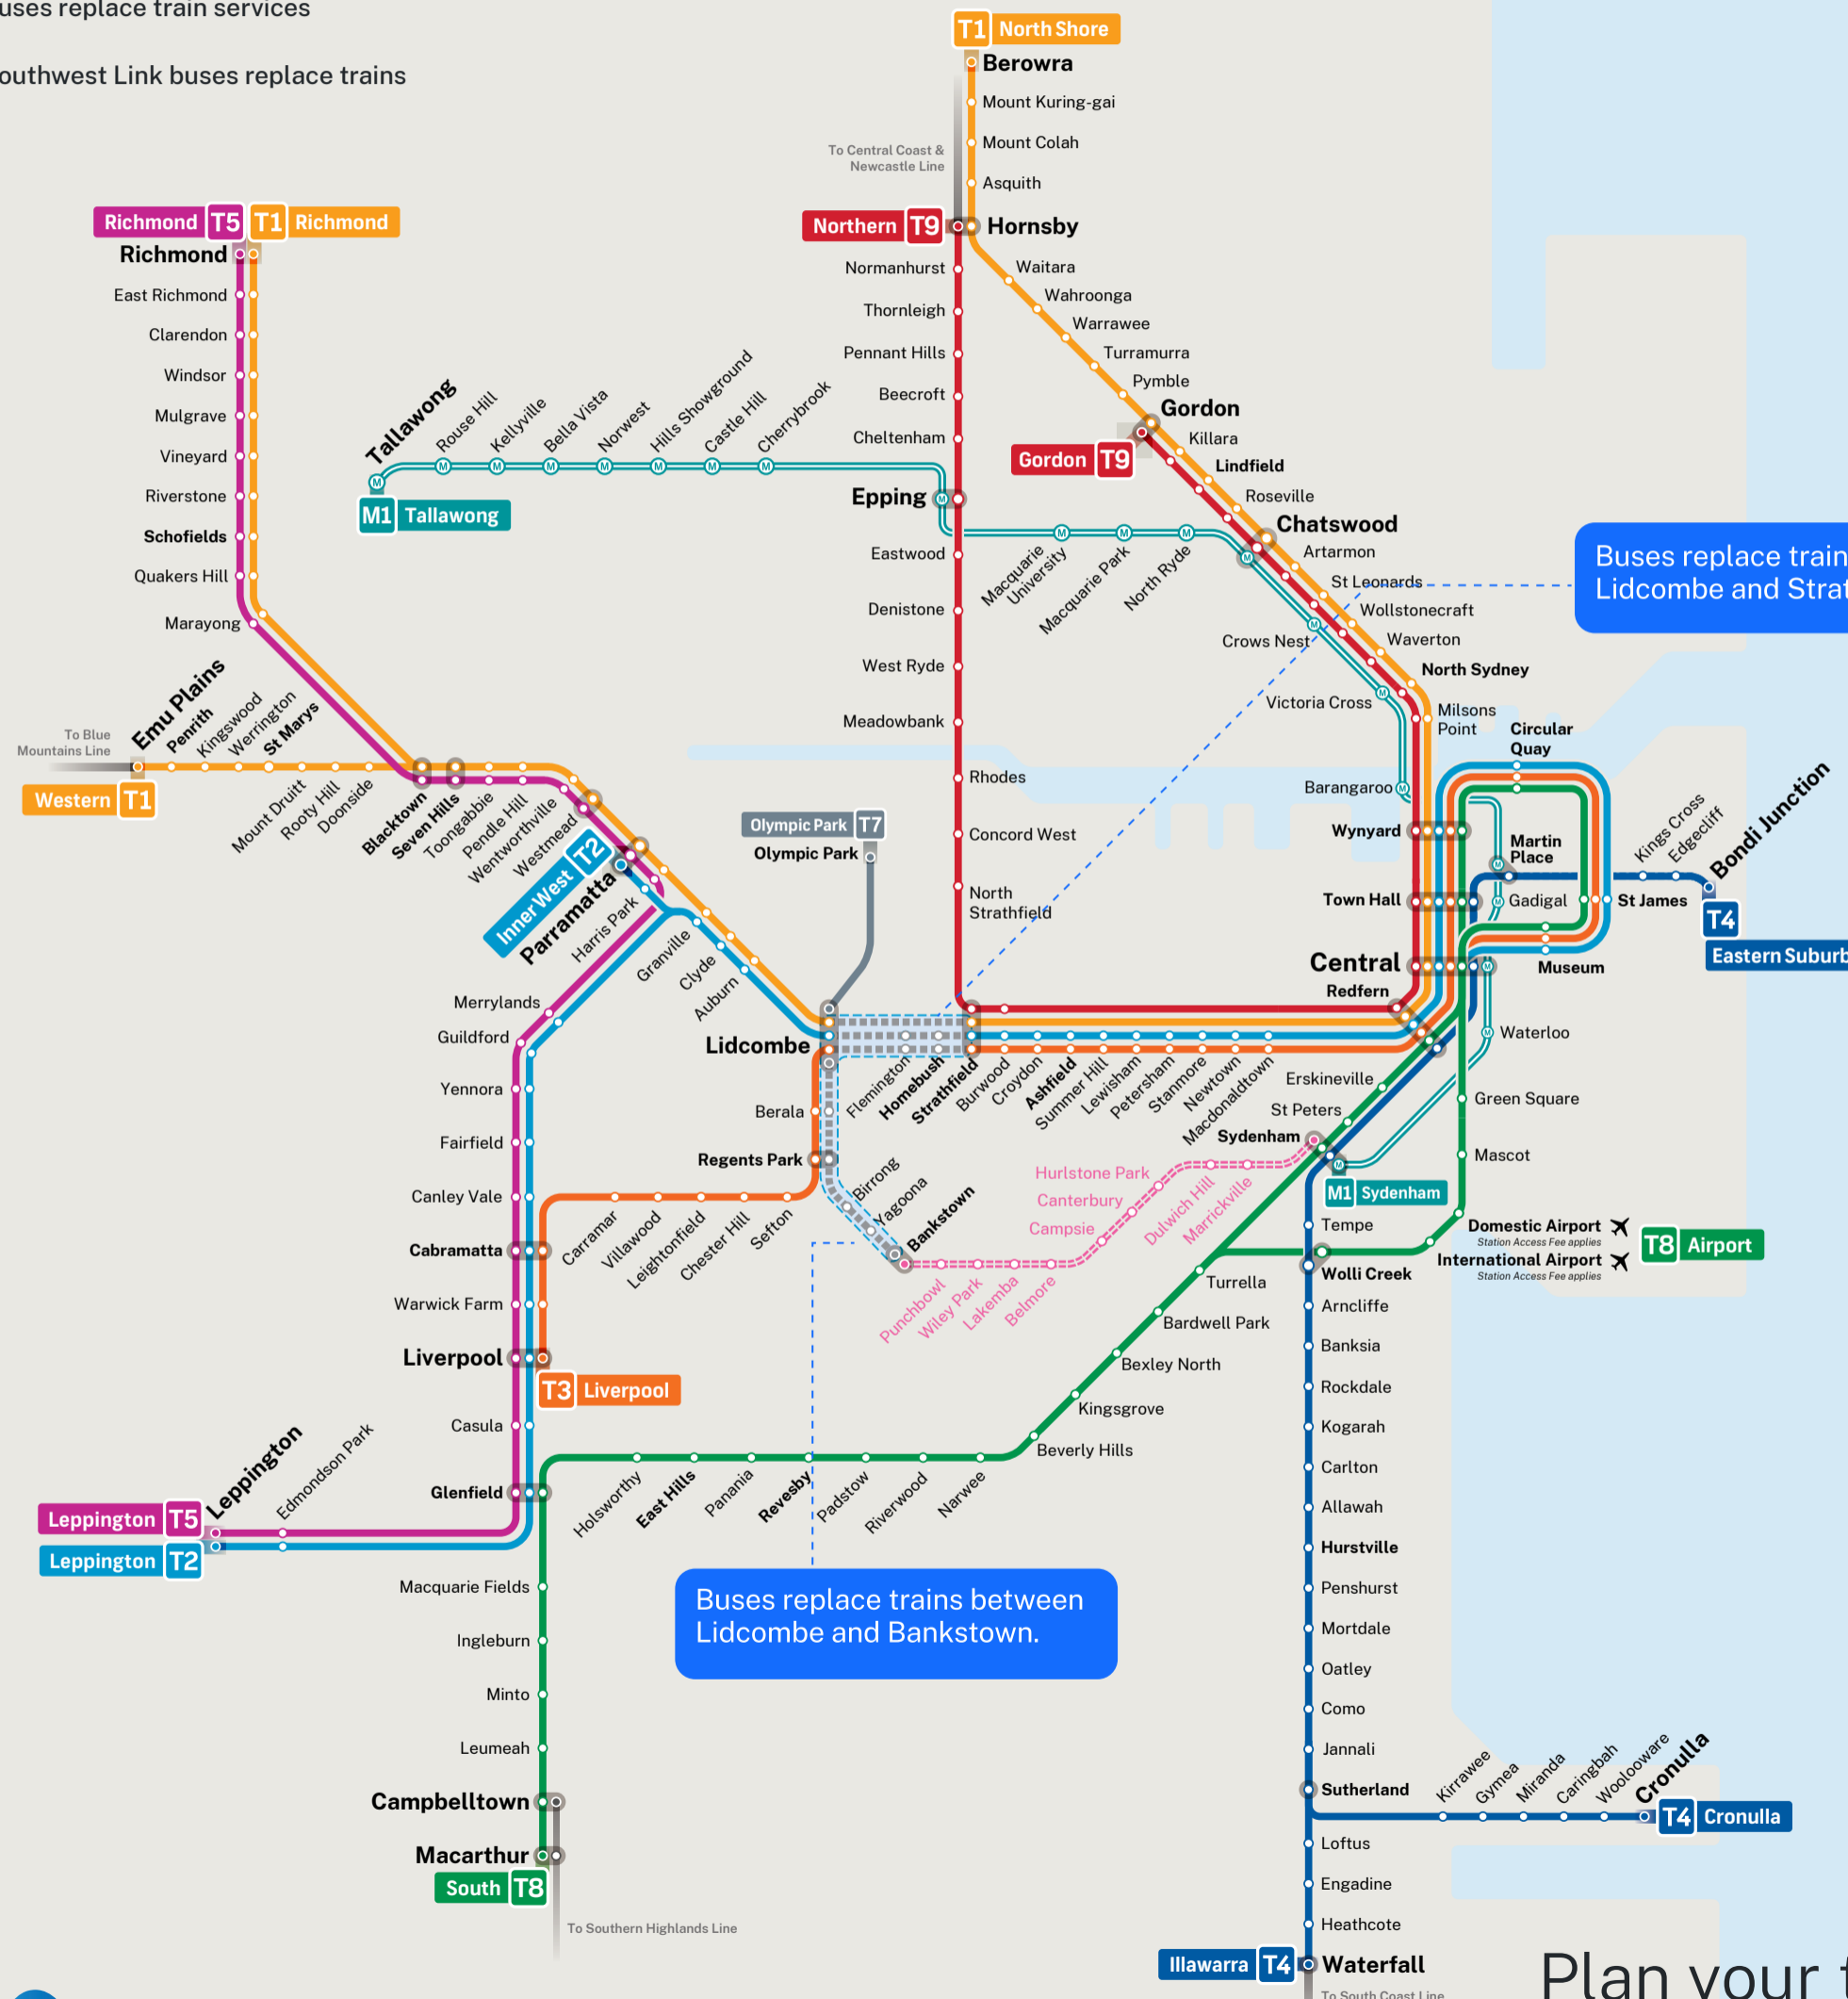 uses replace train services
outhwest Link buses replace trains
T1 North Shore
Berowra
Mount Kuring-gai
Mount Colah
Asquith
To Central Coast &
Newcastle Line
Northern T9
Hornsby
Normanhurst
Thornleigh
Pennant Hills
Beecroft
Cheltenham
Epping
Eastwood
Denistone
West Ryde
Meadowbank
Rhodes
Concord West
North
Strathfield
Waitara
Wahroonga
Warrawee
Turramurra
Pymble
Gordon
Gordon T9
Killara
Lindfield
Roseville
Chatswood
Artarmon
St Leonards
Wollstonecraft
Waverton
North Sydney
Milsons
Point
Richmond T5
T1 Richmond
Richmond
East Richmond
Clarendon
Windsor
Mulgrave
Vineyard
Riverstone
Schofields
Quakers Hill
Marayong
Tallawong
Rouse Hill
Kellyville
Bella Vista
Norwest
Hills Showground
Castle Hill
Cherrybrook
M1 Tallawong
Macquarie
University
Macquarie Park
North Ryde
Crows Nest
Victoria Cross
Barangaroo
Buses replace train
Lidcombe and Strat
To Blue
Mountains Line
Western T1
Emu Plains
Penrith
Kingswood
Werrington
St Marys
Mount Druitt
Rooty Hill
Doonside
Blacktown
Seven Hills
Toongabbie
Pendle Hill
Wentworthville
Westmead
Inner West T2
Parramatta
Harris Park
Granville
Clyde
Auburn
Olympic Park T7
Olympic Park
Lidcombe
Flemington
Homebush
Strathfield
Burwood
Croydon
Ashfield
Summer Hill
Lewisham
Petersham
Stanmore
Newtown
Macdonaldtown
Wynyard
Town Hall
Central
Redfern
Circular
Quay
Martin
Place
Gadigal
St James
Museum
Kings Cross
Edgecliff
Bondi Junction
T4
Eastern Suburb
Waterloo
Green Square
Mascot
Domestic Airport
Station Access Fee applies
International Airport
Station Access Fee applies
T8 Airport
Erskineville
St Peters
Sydenham
M1 Sydenham
Hurlstone Park
Canterbury
Campsie
Dulwich Hill
Marrickville
Punchbowl
Wiley Park
Lakemba
Belmore
Merrylands
Guildford
Yennora
Fairfield
Canley Vale
Cabramatta
Warwick Farm
Liverpool
T3 Liverpool
Casula
Glenfield
Berala
Regents Park
Birrong
Yagoona
Bankstown
Carramar
Villawood
Leightonfield
Chester Hill
Sefton
Leppington
Edmondson Park
Leppington T5
Leppington T2
Holsworthy
East Hills
Panania
Revesby
Padstow
Riverwood
Narwee
Beverly Hills
Kingsgrove
Bexley North
Bardwell Park
Turrella
Tempe
Wolli Creek
Arncliffe
Banksia
Rockdale
Kogarah
Carlton
Allawah
Hurstville
Penshurst
Mortdale
Oatley
Como
Jannali
Sutherland
Kirrawee
Gymea
Miranda
Caringbah
Woolooware
Cronulla
T4 Cronulla
Loftus
Engadine
Heathcote
Illawarra T4
Waterfall
To South Coast Line
Buses replace trains between
Lidcombe and Bankstown.
Macquarie Fields
Ingleburn
Minto
Leumeah
Campbelltown
Macarthur
South T8
To Southern Highlands Line
Plan your